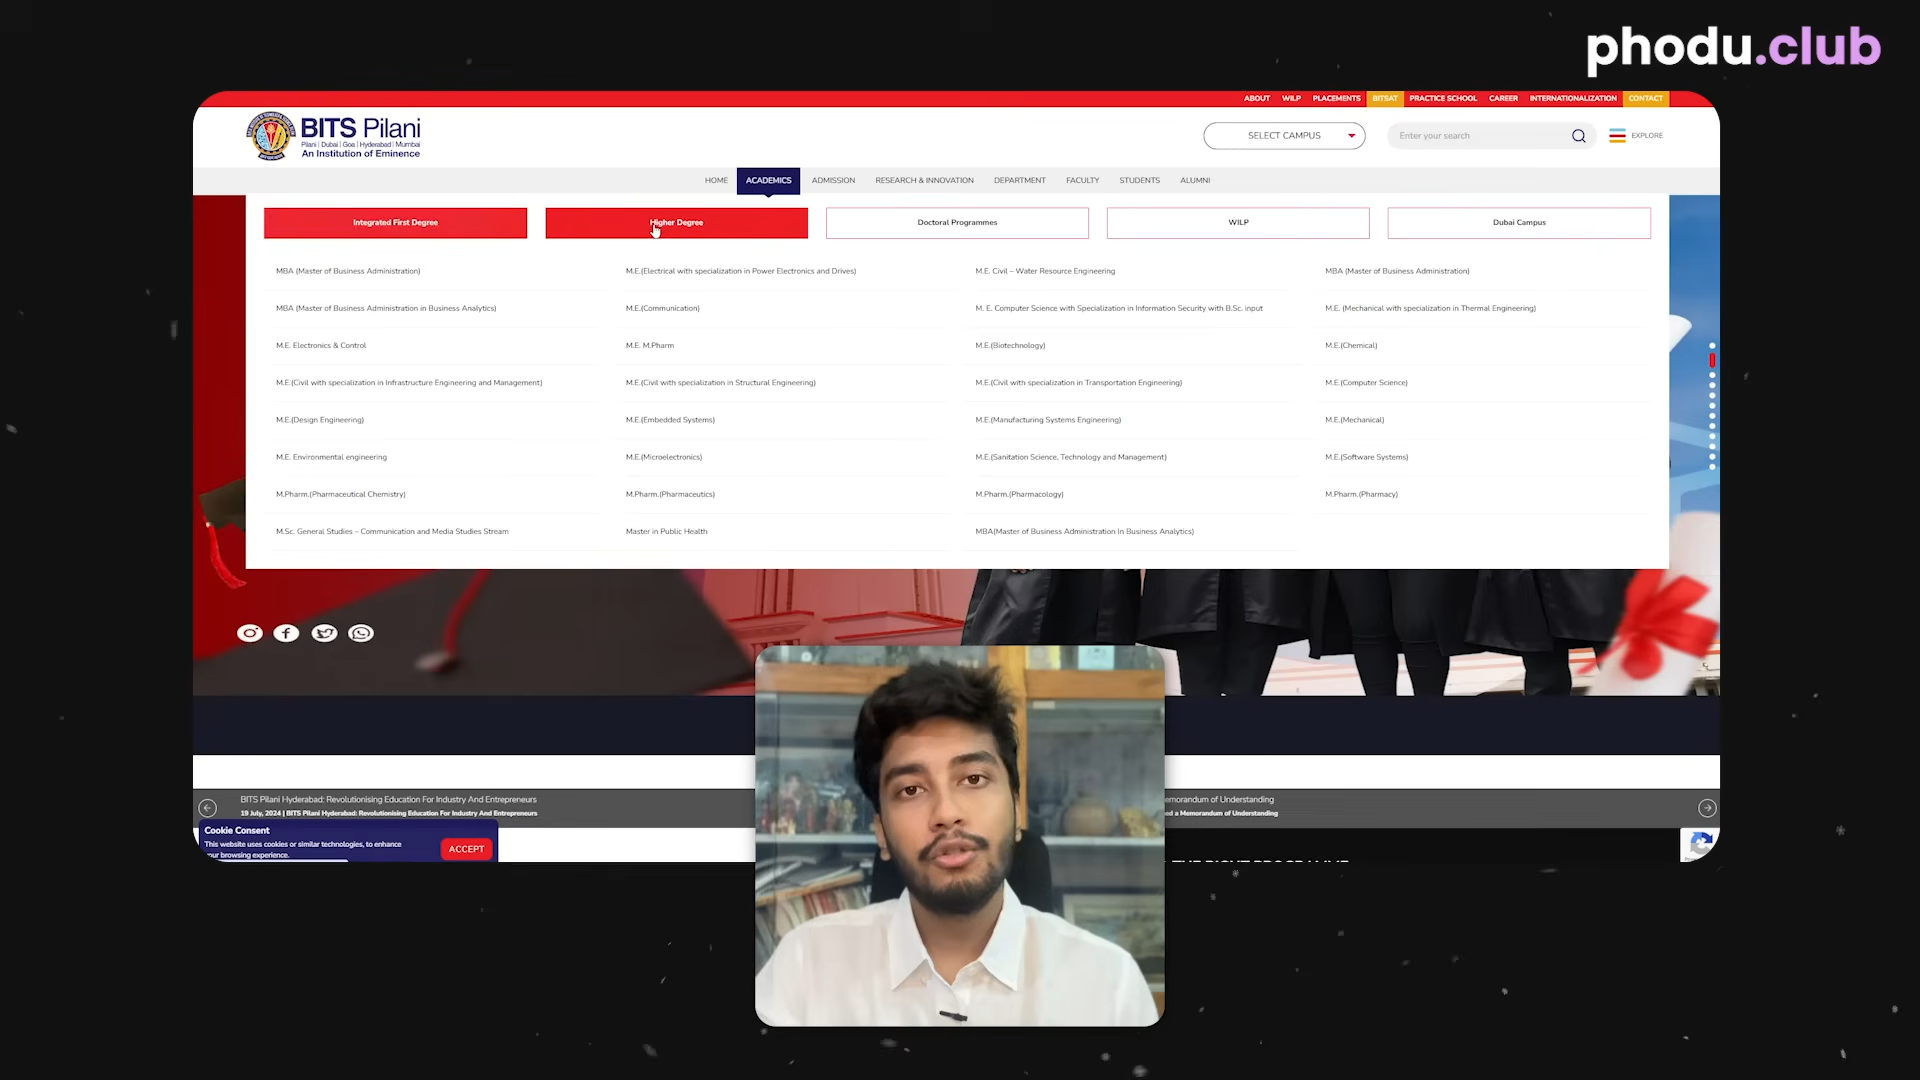 phodu.club
ABOUT WILP PLACEMENTS BITSAT PRACTICE SCHOOL CAREER INTERNATIONALIZATION CONTACT
BITS Pilani
Pilani | Dubai | Goa | Hyderabad | Mumbai
An Institution of Eminence
SELECT CAMPUS
Enter your search
EXPLORE
HOME ACADEMICS ADMISSION RESEARCH & INNOVATION DEPARTMENT FACULTY STUDENTS ALUMNI
Integrated First Degree Higher Degree Doctoral Programmes WILP Dubai Campus
MBA (Master of Business Administration) M.E.(Electrical with specialization in Power Electronics and Drives) M.E. Civil – Water Resource Engineering MBA (Master of Business Administration)
MBA (Master of Business Administration in Business Analytics) M.E.(Communication) M. E. Computer Science with Specialization in Information Security with B.Sc. input M.E. (Mechanical with specialization in Thermal Engineering)
M.E. Electronics & Control M.E. M.Pharm M.E.(Biotechnology) M.E.(Chemical)
M.E.(Civil with specialization in Infrastructure Engineering and Management) M.E.(Civil with specialization in Structural Engineering) M.E.(Civil with specialization in Transportation Engineering) M.E.(Computer Science)
M.E.(Design Engineering) M.E.(Embedded Systems) M.E.(Manufacturing Systems Engineering) M.E.(Mechanical)
M.E. Environmental engineering M.E.(Microelectronics) M.E.(Sanitation Science, Technology and Management) M.E.(Software Systems)
M.Pharm.(Pharmaceutical Chemistry) M.Pharm.(Pharmaceutics) M.Pharm.(Pharmacology) M.Pharm.(Pharmacy)
M.Sc. General Studies – Communication and Media Studies Stream Master in Public Health MBA(Master of Business Administration In Business Analytics)
BITS Pilani Hyderabad: Revolutionising Education For Industry And Entrepreneurs
19 July, 2024 | BITS Pilani Hyderabad: Revolutionising Education For Industry And Entrepreneurs
emorandum of Understanding
ed a Memorandum of Understanding
Cookie Consent
This website uses cookies or similar technologies, to enhance
your browsing experience.
ACCEPT